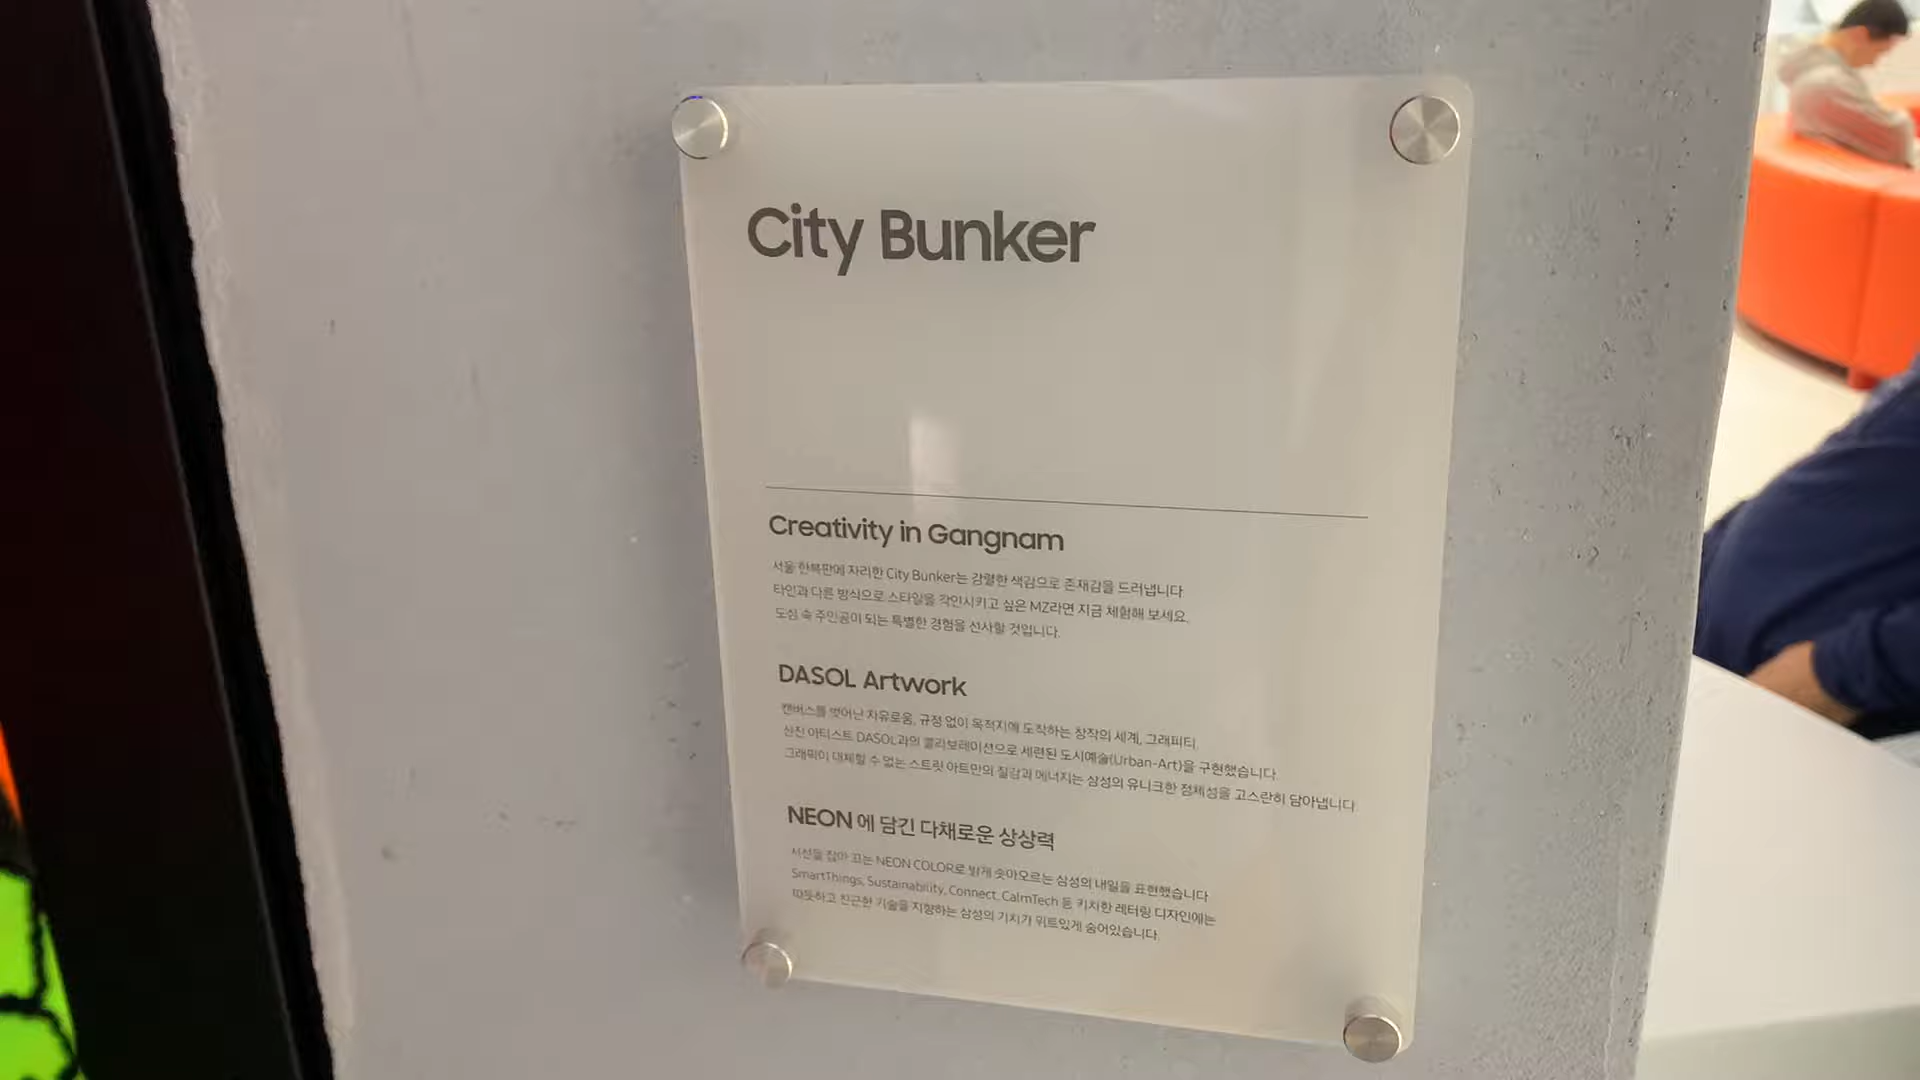 City Bunker
Creativity in Gangnam
서울 한복판에 자리한 City Bunker는 강렬한 색감으로 존재감을 드러냅니다
타인과 다른 방식으로 스타일을 각인시키고 싶은 MZ라면 지금 체험해 보세요.
도심 속 주인공이 되는 특별한 경험을 선사할 것입니다.
DASOL Artwork
캔버스를 벗어난 자유로움, 규정 없이 목적지에 도착하는 창작의 세계, 그래피티.
신진 아티스트 DASOL과의 콜라보레이션으로 세련된 도시예술(Urban-Art)을 구현했습니다
그래픽이 대체할 수 없는 스트릿 아트만의 질감과 에너지는 삼성의 유니크한 정체성을 고스란히 담아냅니다
NEON에 담긴 다채로운 상상력
시선을 잡아 끄는 NEON COLOR로 밝게 솟아오르는 삼성의 내일을 표현했습니다
SmartThings, Sustainability, Connect, CalmTech 등 키치한 레터링 디자인에는
따뜻하고 친근한 기술을 지향하는 삼성의 가치가 위트있게 숨어있습니다.